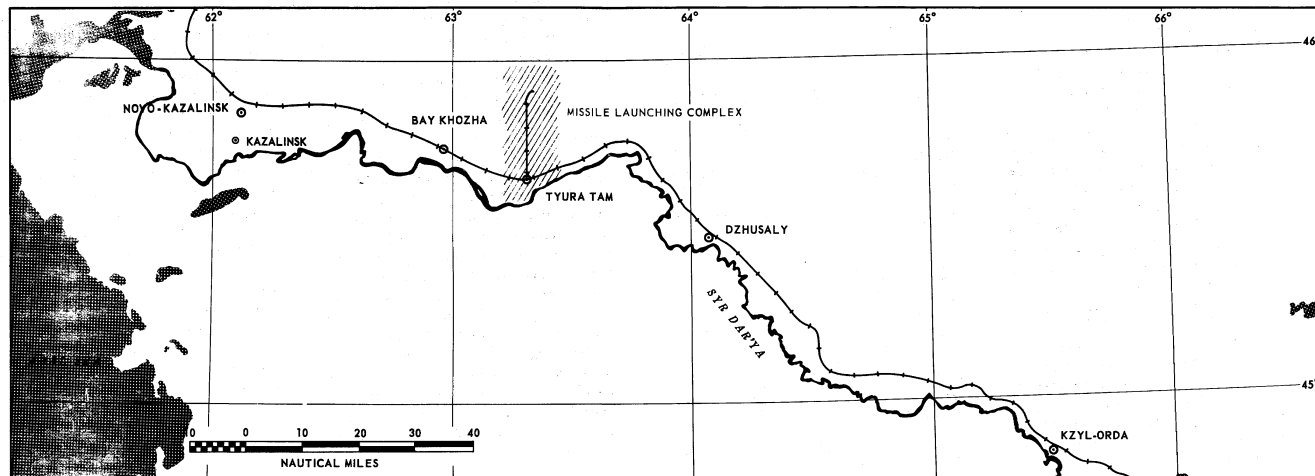 62° 63° 64° 65° 66°
46
NOVO-KAZALINSK
BAY KHOZHA
MISSILE LAUNCHING COMPLEX
KAZALINSK
TYURA TAM
DZHUSALY
SYR DAR'YA
45°
10 0 10 20 30 40
NAUTICAL MILES
KZYL-ORDA